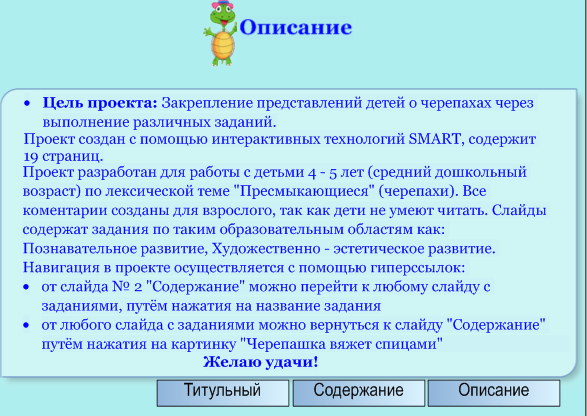 Описание
• Цель проекта: Закрепление представлений детей о черепахах через
выполнение различных заданий.
Проект создан с помощью интерактивных технологий SMART, содержит
19 страниц.
Проект разработан для работы с детьми 4 - 5 лет (средний дошкольный
возраст) по лексической теме "Пресмыкающиеся" (черепахи). Все
коментарии созданы для взрослого, так как дети не умеют читать. Слайды
содержат задания по таким образовательным областям как:
Познавательное развитие, Художественно - эстетическое развитие.
Навигация в проекте осуществляется с помощью гиперссылок:
• от слайда № 2 "Содержание" можно перейти к любому слайду с
заданиями, путём нажатия на название задания
• от любого слайда с заданиями можно вернуться к слайду "Содержание"
путём нажатия на картинку "Черепашка вяжет спицами"
Желаю удачи!
Титульный Содержание Описание